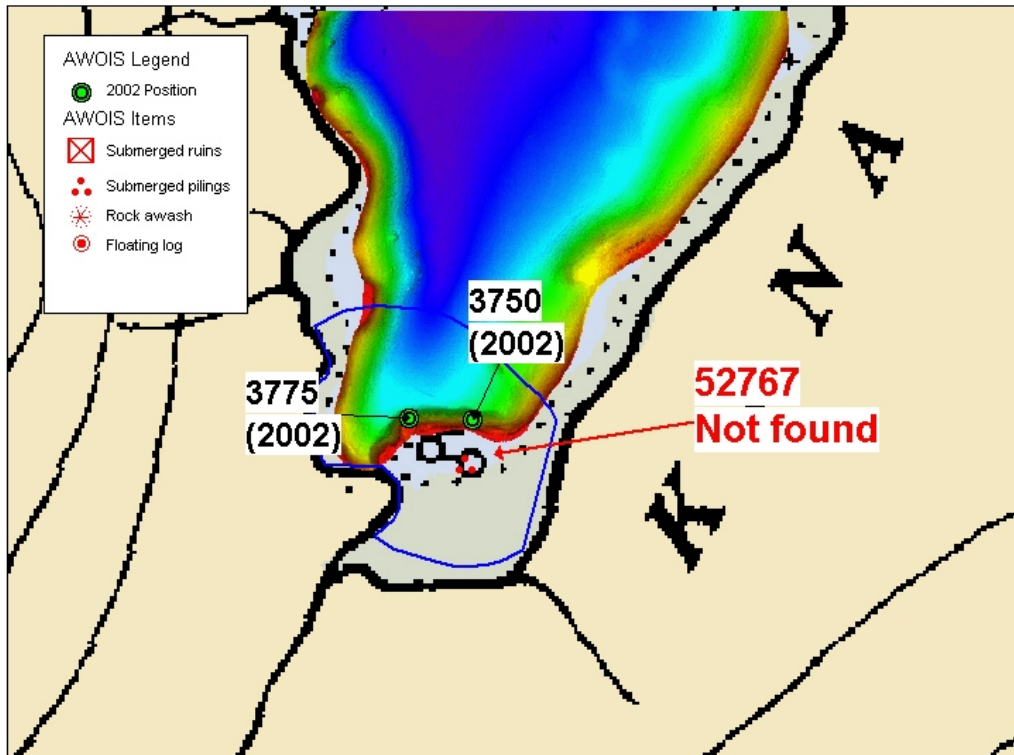 AWOIS Legend
2002 Position
AWOIS Items
Submerged ruins
Submerged pilings
Rock awash
Floating log
3750
(2002)
3775
(2002)
52767
Not found
K N A